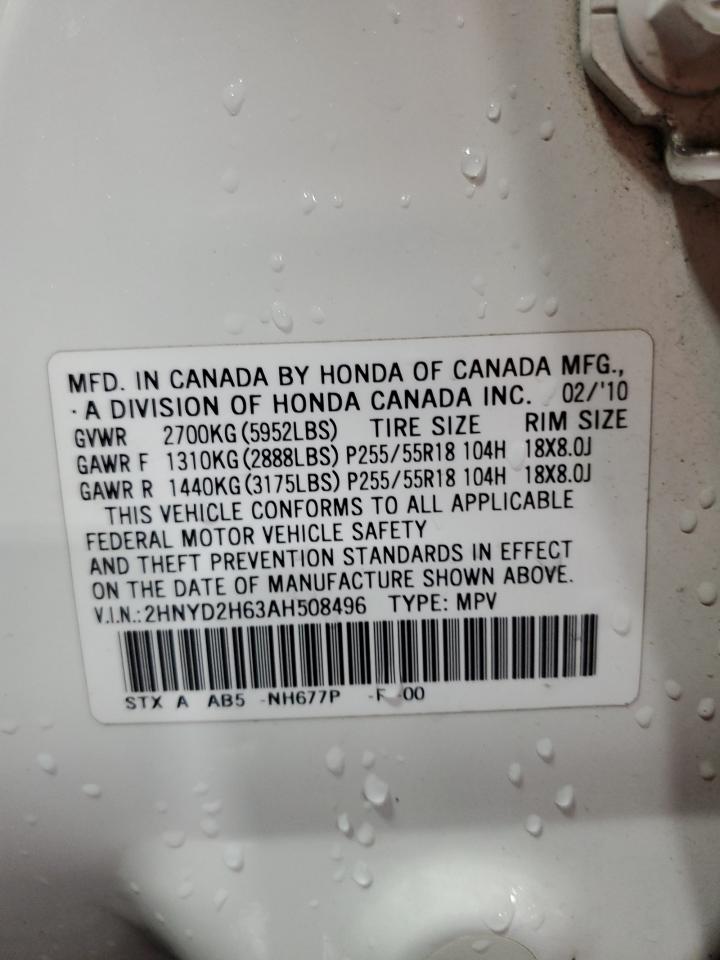 MFD. IN CANADA BY HONDA OF CANADA MFG.,
· A DIVISION OF HONDA CANADA INC. 02/'10
GVWR 2700KG(5952LBS) TIRE SIZE RIM SIZE
GAWR F 1310KG(2888LBS) P255/55R18 104H 18X8.0J
GAWR R 1440KG(3175LBS) P255/55R18 104H 18X8.0J
THIS VEHICLE CONFORMS TO ALL APPLICABLE
FEDERAL MOTOR VEHICLE SAFETY
AND THEFT PREVENTION STANDARDS IN EFFECT
ON THE DATE OF MANUFACTURE SHOWN ABOVE.
V.I.N.:2HNYD2H63AH508496 TYPE: MPV
STX A AB5 -NH677P -F -00